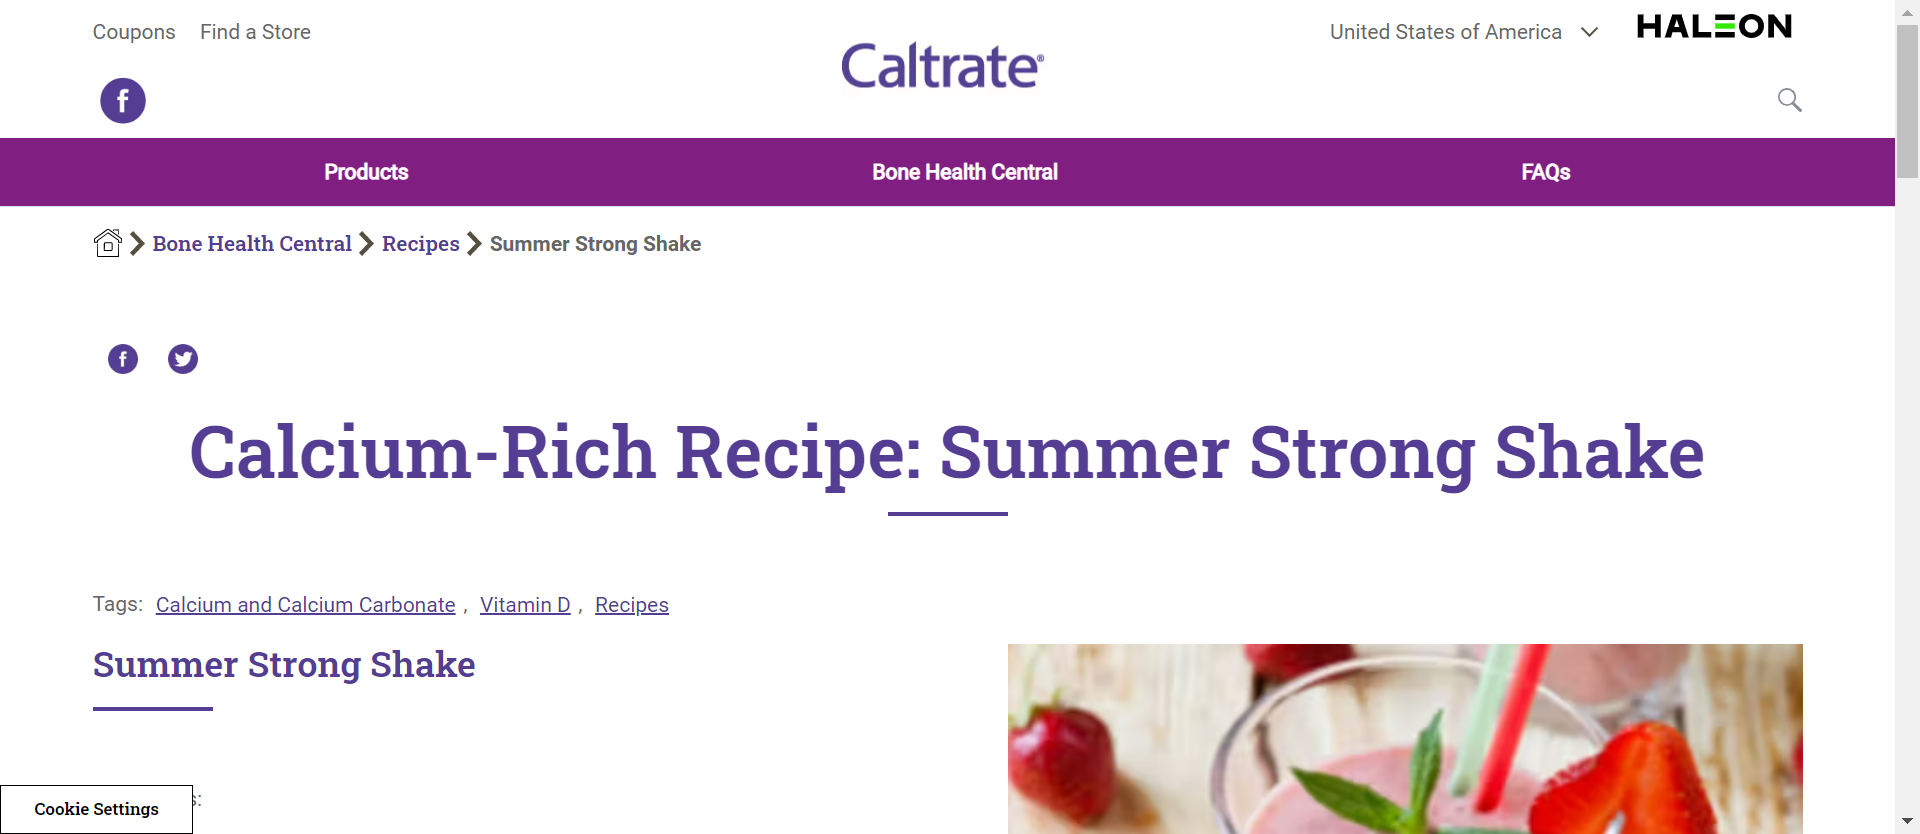 Coupons Find a Store
United States of America
HALEON
Caltrate®
Products Bone Health Central FAQs
Bone Health Central Recipes Summer Strong Shake
Calcium-Rich Recipe: Summer Strong Shake
Tags: Calcium and Calcium Carbonate , Vitamin D , Recipes
Summer Strong Shake
Cookie Settings